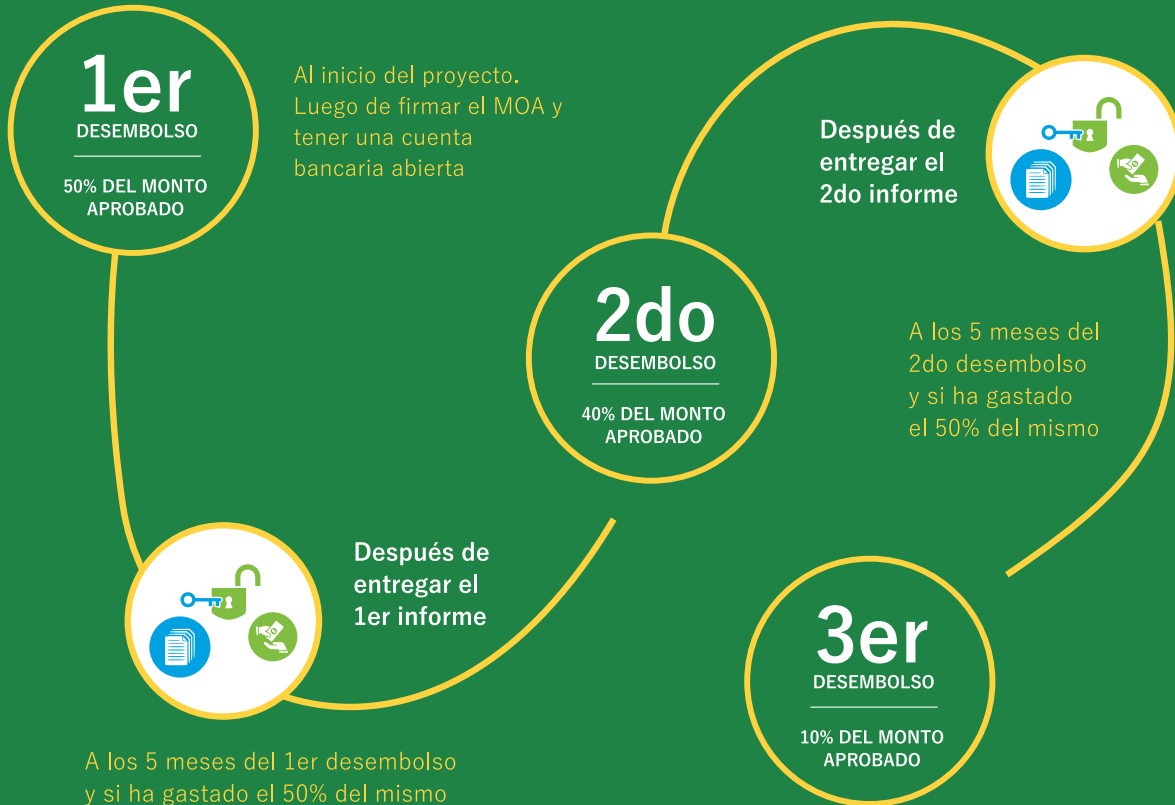 1er
DESEMBOLSO
50% DEL MONTO
APROBADO
Al inicio del proyecto.
Luego de firmar el MOA y
tener una cuenta
bancaria abierta
Después de
entregar el
1er informe
A los 5 meses del 1er desembolso
y si ha gastado el 50% del mismo
2do
DESEMBOLSO
40% DEL MONTO
APROBADO
Después de
entregar el
2do informe
A los 5 meses del
2do desembolso
y si ha gastado
el 50% del mismo
3er
DESEMBOLSO
10% DEL MONTO
APROBADO